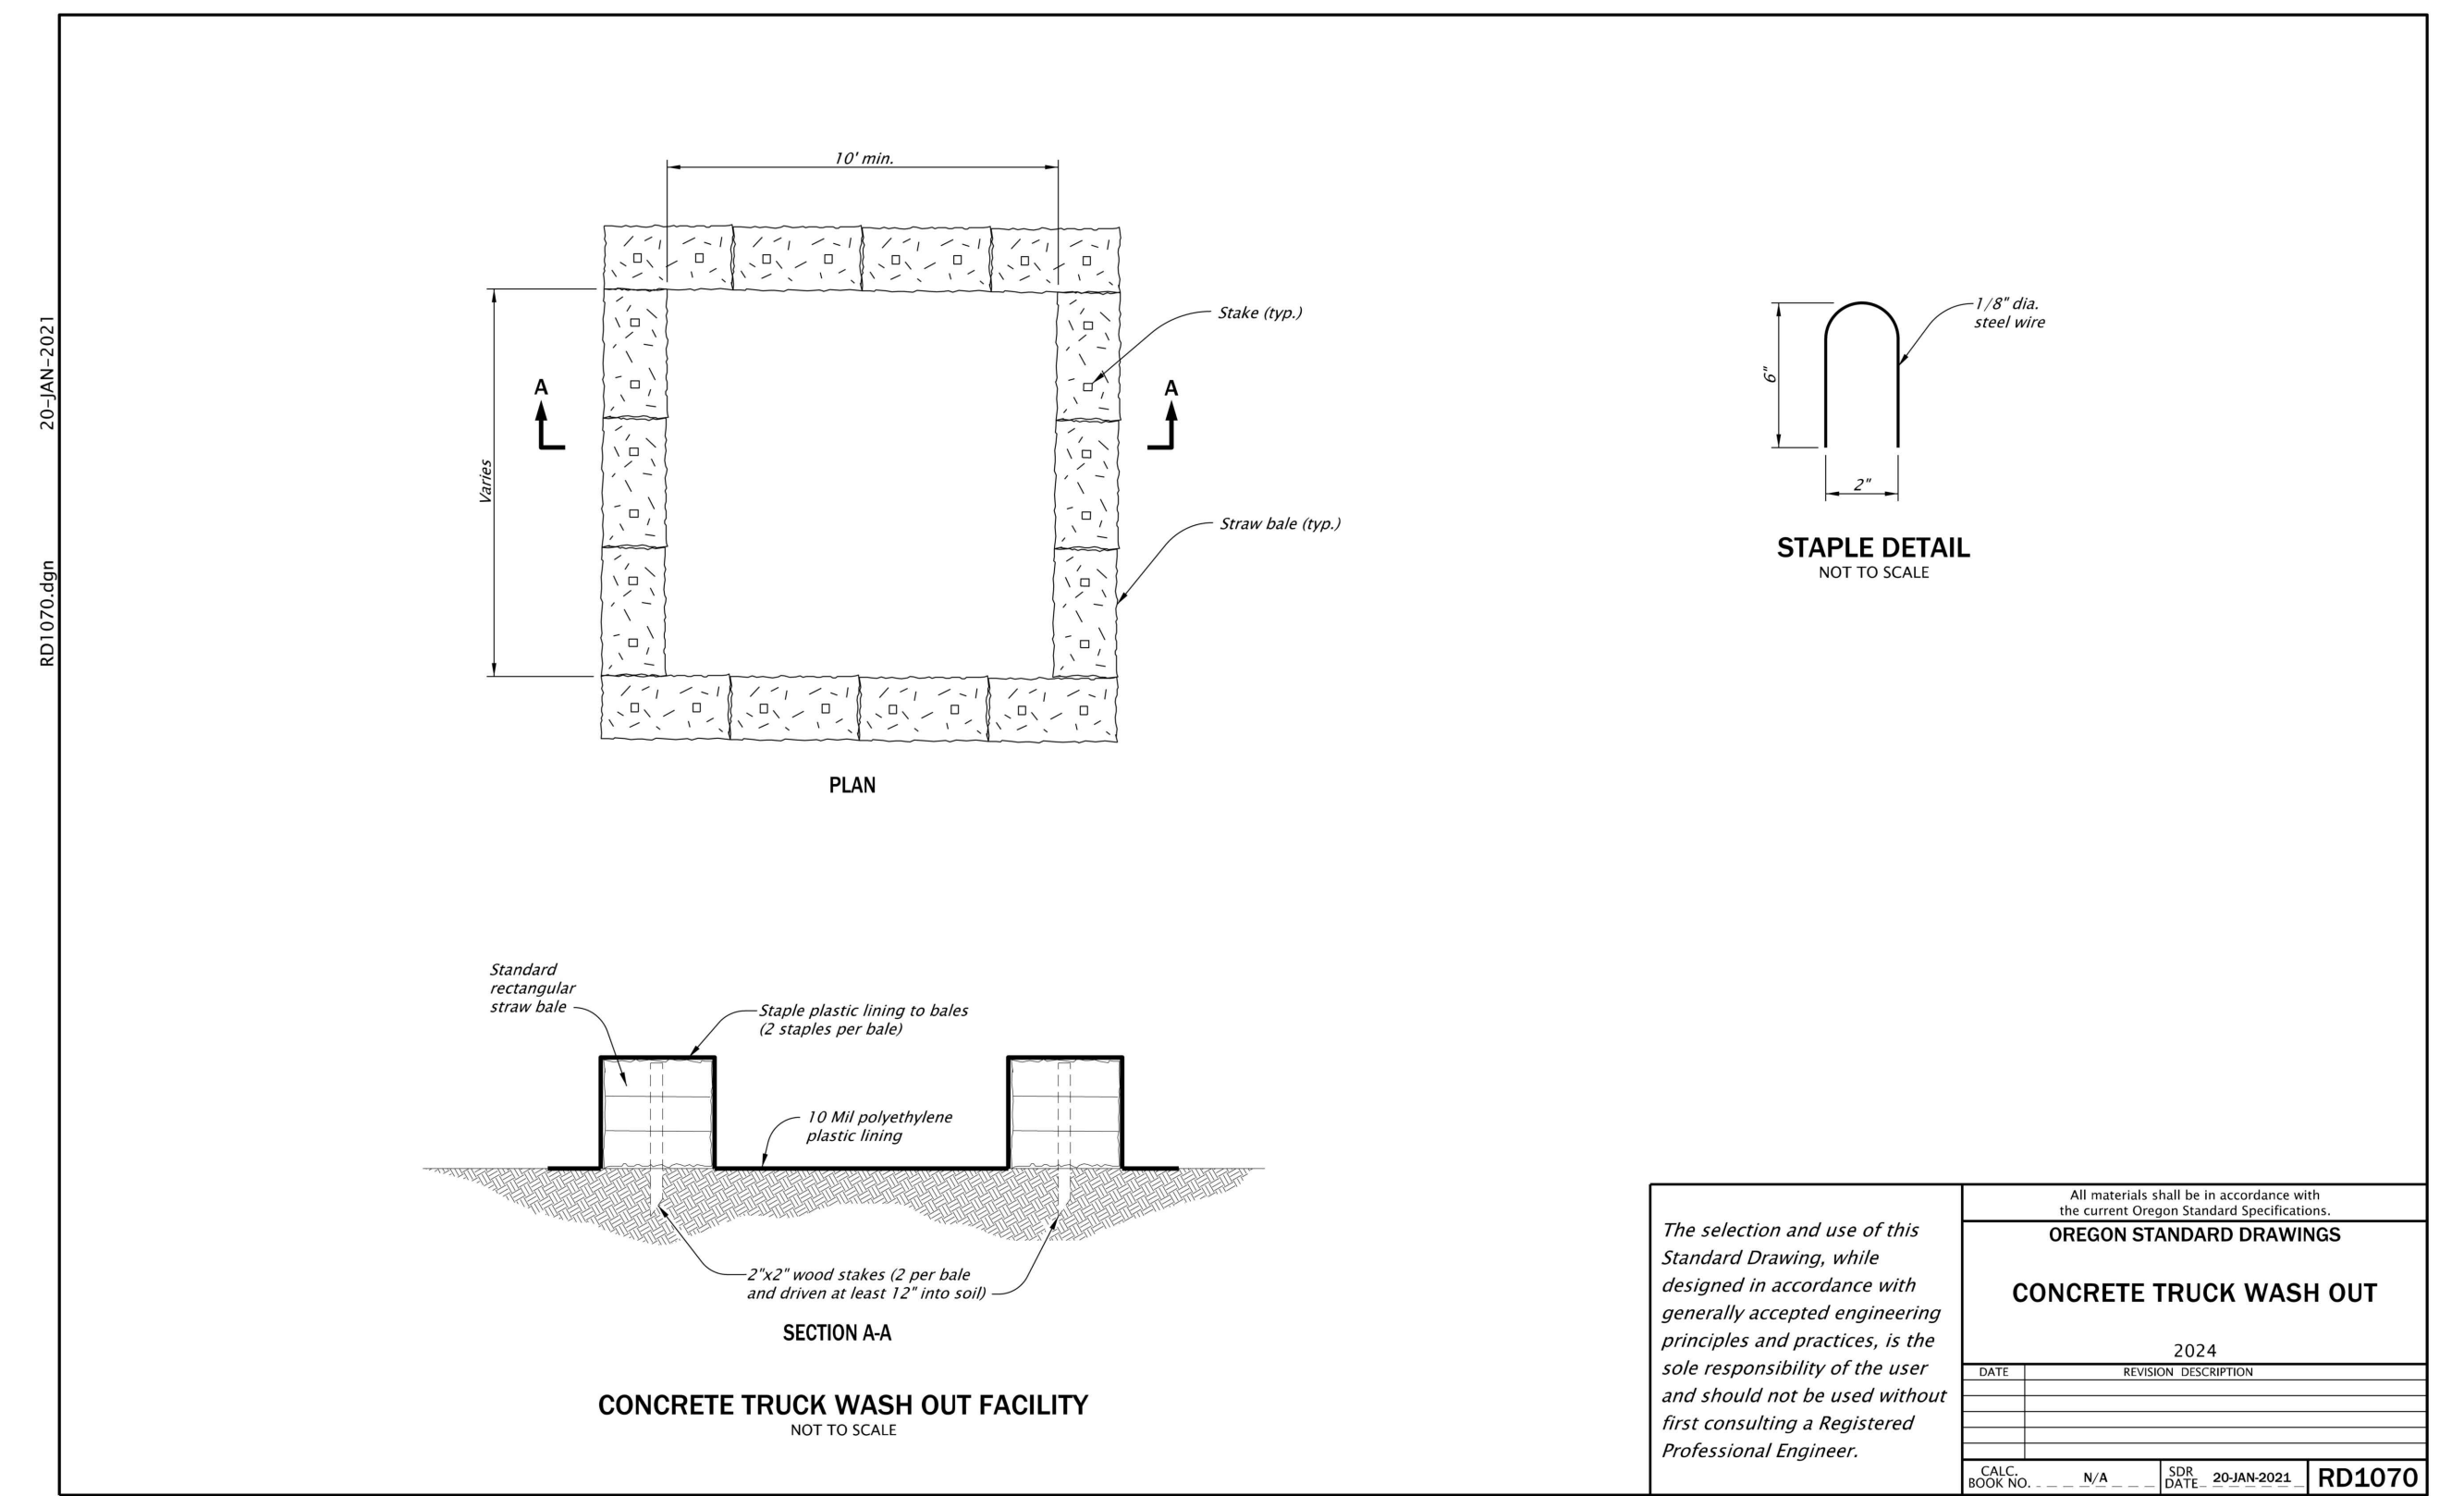 10' min.
Stake (typ.)
A
A
Varies
Straw bale (typ.)
PLAN
1/8" dia.
steel wire
6"
2"
STAPLE DETAIL
NOT TO SCALE
Standard
rectangular
straw bale
Staple plastic lining to bales
(2 staples per bale)
10 Mil polyethylene
plastic lining
2"x2" wood stakes (2 per bale
and driven at least 12" into soil)
SECTION A-A
CONCRETE TRUCK WASH OUT FACILITY
NOT TO SCALE
RD1070.dgn 20-JAN-2021
The selection and use of this
Standard Drawing, while
designed in accordance with
generally accepted engineering
principles and practices, is the
sole responsibility of the user
and should not be used without
first consulting a Registered
Professional Engineer.
All materials shall be in accordance with
the current Oregon Standard Specifications.
OREGON STANDARD DRAWINGS
CONCRETE TRUCK WASH OUT
2024
DATE REVISION DESCRIPTION
CALC.
BOOK NO. N/A
SDR
DATE 20-JAN-2021
RD1070